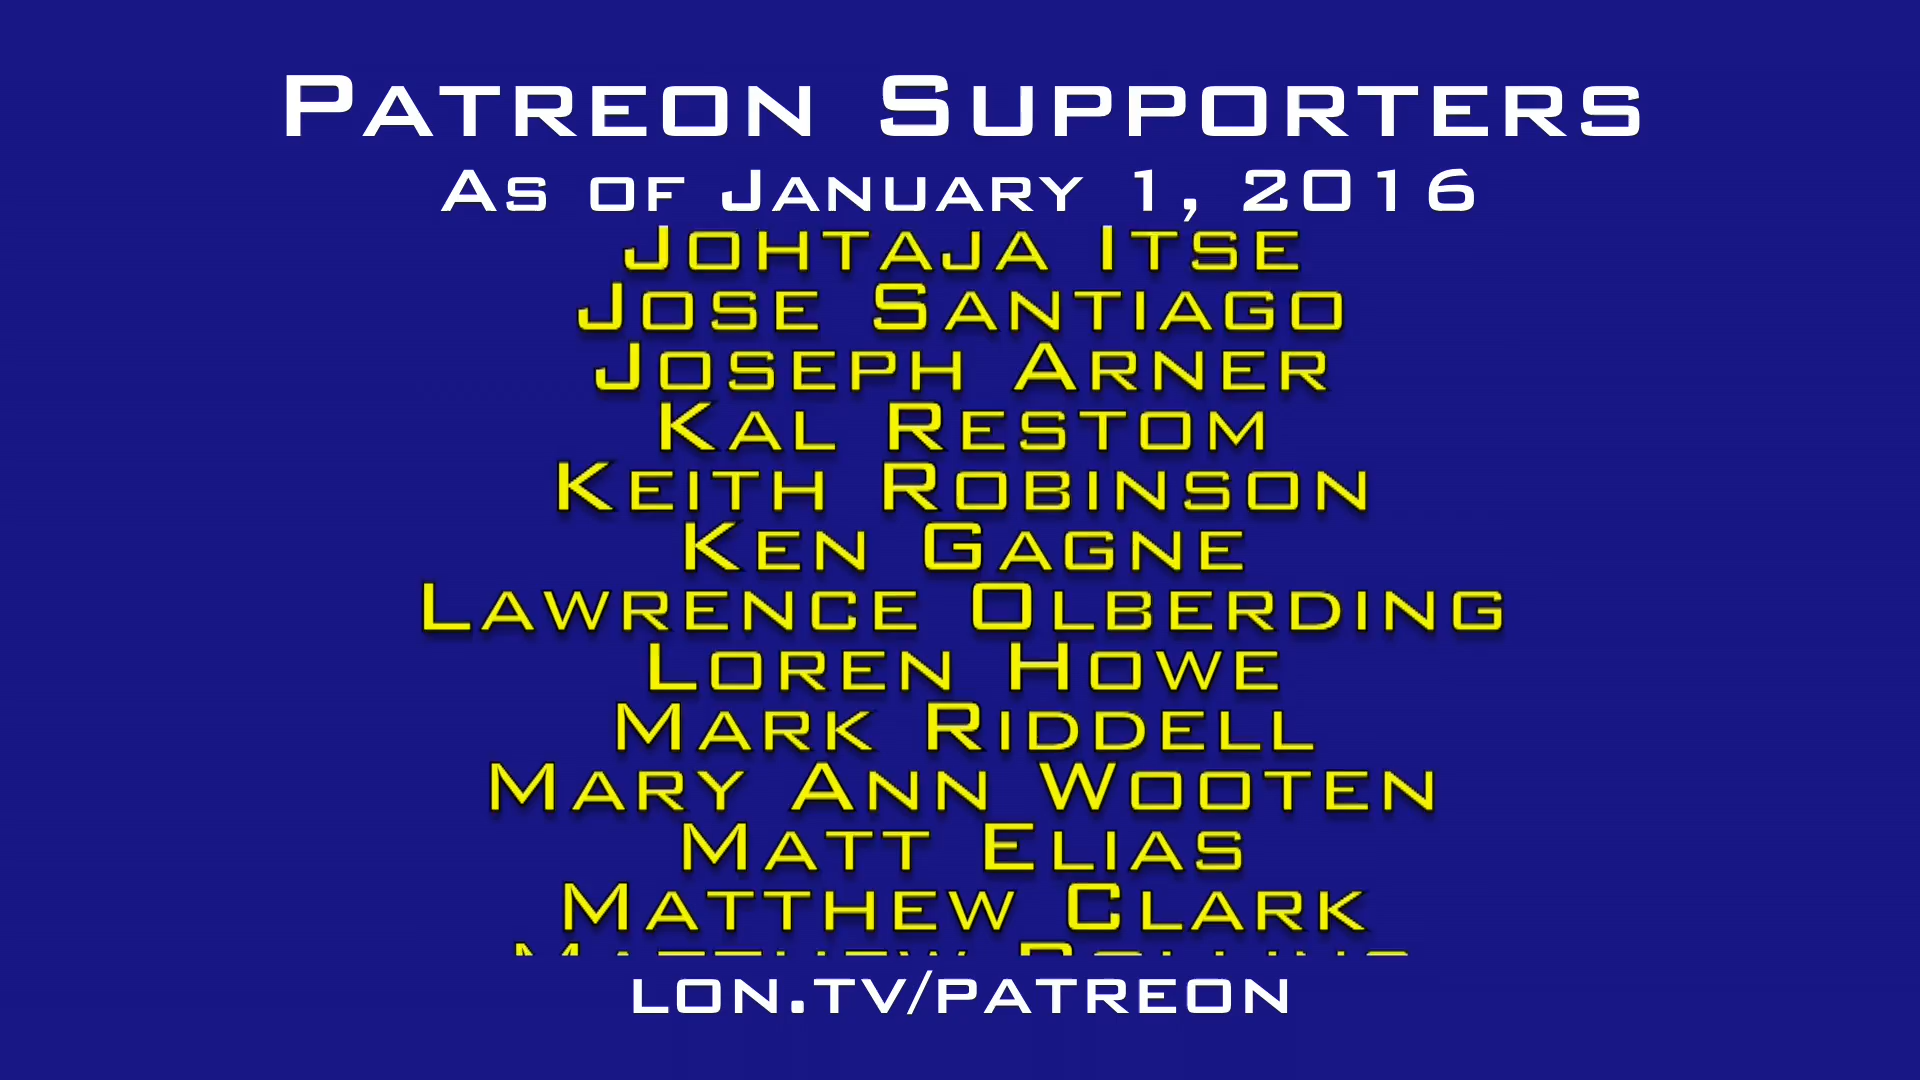 Patreon Supporters
As of January 1, 2016
Johtaja Itse
Jose Santiago
Joseph Arner
Kal Restom
Keith Robinson
Ken Gagne
Lawrence Olberding
Loren Howe
Mark Riddell
Mary Ann Wooten
Matt Elias
Matthew Clark
Matthew
lon.tv/patreon